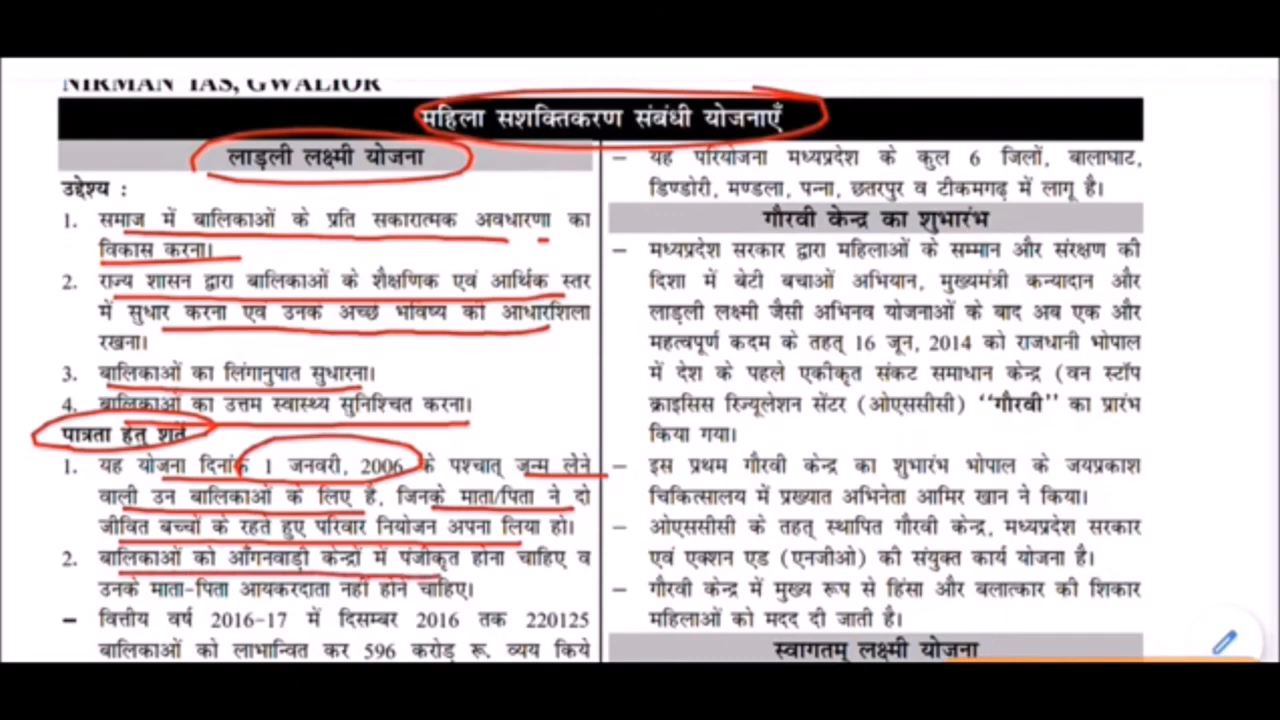 NIRMAN IAS, GWALIOR
महिला सशक्तिकरण संबंधी योजनाएँ
लाड़ली लक्ष्मी योजना
उद्देश्य :
1. समाज में बालिकाओं के प्रति सकारात्मक अवधारणा का
विकास करना।
2. राज्य शासन द्वारा बालिकाओं के शैक्षणिक एवं आर्थिक स्तर
में सुधार करना एव उनक अच्छ भविष्य की आधारशिला
रखना।
3. बालिकाओं का लिंगानुपात सुधारना।
4. बालिकाओं का उत्तम स्वास्थ्य सुनिश्चित करना।
पात्रता हेतु शर्तें
1. यह योजना दिनांक 1 जनवरी, 2006 के पश्चात् जन्म लेने
वाली उन बालिकाओं के लिए है, जिनके माता/पिता ने दो
जीवित बच्चों के रहते हुए परिवार नियोजन अपना लिया हो।
2. बालिकाओं को आँगनवाड़ी केन्द्रों में पंजीकृत होना चाहिए व
उनके माता-पिता आयकरदाता नहीं होने चाहिए।
– वित्तीय वर्ष 2016-17 में दिसम्बर 2016 तक 220125
बालिकाओं को लाभान्वित कर 596 करोड़ रू. व्यय किये
– यह परियोजना मध्यप्रदेश के कुल 6 जिलों, बालाघाट,
डिण्डोरी, मण्डला, पन्ना, छतरपुर व टीकमगढ़ में लागू है।
गौरवी केन्द्र का शुभारंभ
– मध्यप्रदेश सरकार द्वारा महिलाओं के सम्मान और संरक्षण की
दिशा में बेटी बचाओं अभियान, मुख्यमंत्री कन्यादान और
लाड़ली लक्ष्मी जैसी अभिनव योजनाओं के बाद अब एक और
महत्वपूर्ण कदम के तहत् 16 जून, 2014 को राजधानी भोपाल
में देश के पहले एकीकृत संकट समाधान केन्द्र (वन स्टॉप
क्राइसिस रिज्यूलेशन सेंटर (ओएससीसी) ‘‘गौरवी’’ का प्रारंभ
किया गया।
– इस प्रथम गौरवी केन्द्र का शुभारंभ भोपाल के जयप्रकाश
चिकित्सालय में प्रख्यात अभिनेता आमिर खान ने किया।
– ओएससीसी के तहत् स्थापित गौरवी केन्द्र, मध्यप्रदेश सरकार
एवं एक्शन एड (एनजीओ) की संयुक्त कार्य योजना है।
– गौरवी केन्द्र में मुख्य रूप से हिंसा और बलात्कार की शिकार
महिलाओं को मदद दी जाती है।
स्वागतम् लक्ष्मी योजना